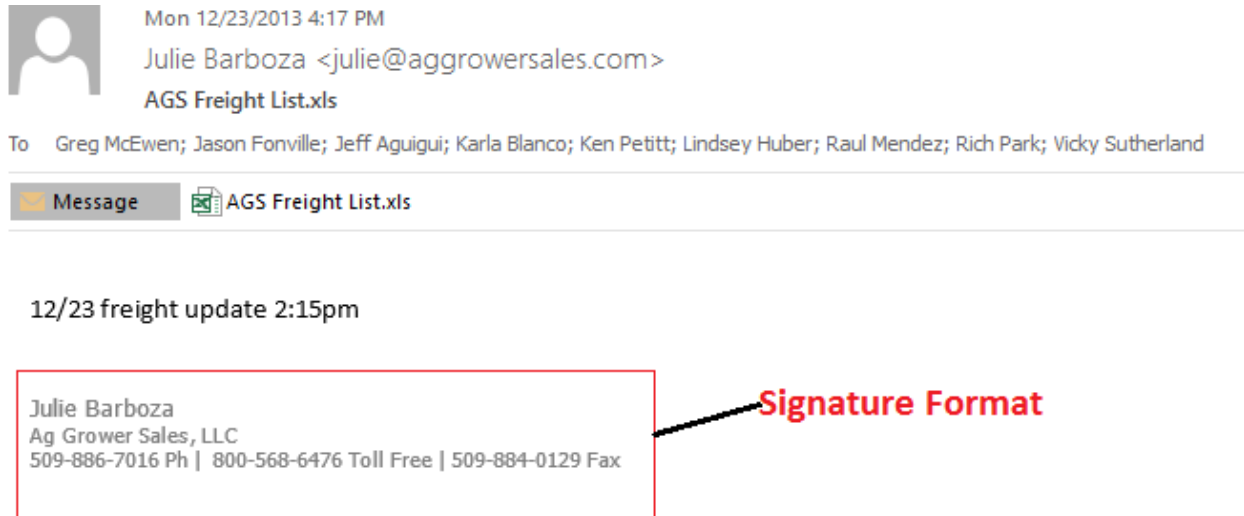 Mon 12/23/2013 4:17 PM
Julie Barboza <julie@aggrowersales.com>
AGS Freight List.xls
To Greg McEwen; Jason Fonville; Jeff Aguigui; Karla Blanco; Ken Petitt; Lindsey Huber; Raul Mendez; Rich Park; Vicky Sutherland
Message AGS Freight List.xls
12/23 freight update 2:15pm
Signature Format
Julie Barboza
Ag Grower Sales, LLC
509-886-7016 Ph | 800-568-6476 Toll Free | 509-884-0129 Fax